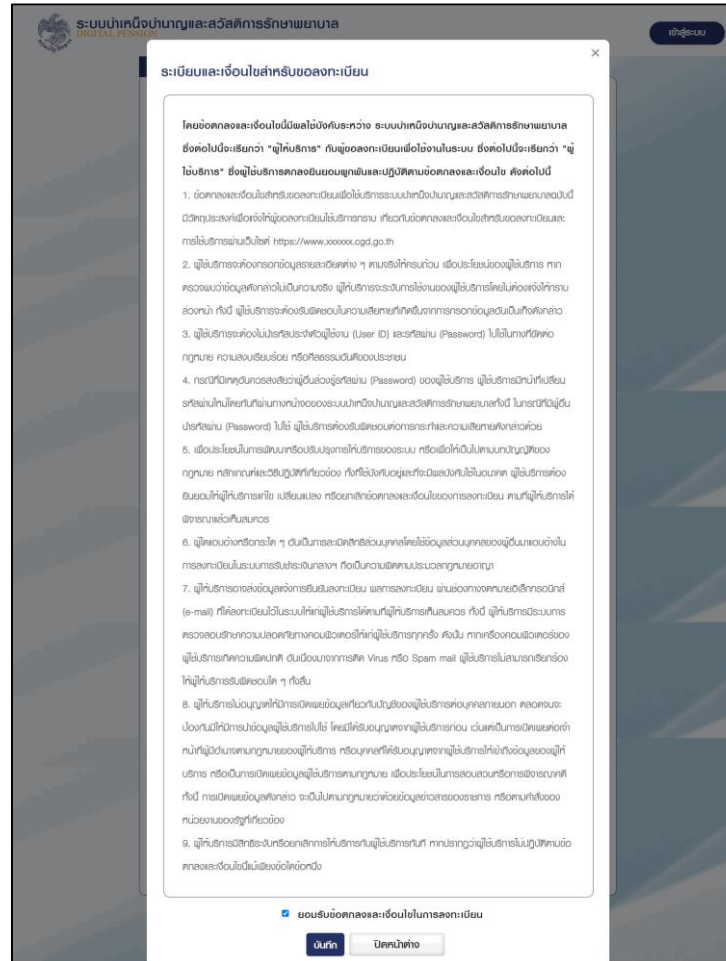 ระบบบำเหน็จบำนาญและสวัสดิการรักษาพยาบาล
DIGITAL PENSION
เข้าสู่ระบบ
×
ระเบียบและเงื่อนไขสำหรับขอลงทะเบียน
โดยข้อตกลงและเงื่อนไขนี้มีผลใช้บังคับระหว่าง ระบบบำเหน็จบำนาญและสวัสดิการรักษาพยาบาล
ซึ่งต่อไปนี้จะเรียกว่า "ผู้ให้บริการ" กับผู้ขอลงทะเบียนเพื่อใช้งานในระบบ ซึ่งต่อไปนี้จะเรียกว่า "ผู้
ใช้บริการ" ซึ่งผู้ใช้บริการตกลงยินยอมผูกพันและปฏิบัติตามข้อตกลงและเงื่อนไข ดังต่อไปนี้
1. ข้อตกลงและเงื่อนไขสำหรับขอลงทะเบียนเพื่อใช้บริการระบบบำเหน็จบำนาญและสวัสดิการรักษาพยาบาลฉบับนี้
มีวัตถุประสงค์เพื่อแจ้งให้ผู้ขอลงทะเบียนใช้บริการทราบ เกี่ยวกับข้อตกลงและเงื่อนไขสำหรับขอลงทะเบียนและ
การใช้บริการผ่านเว็บไซต์ https://www.xxxxxx.cgd.go.th
2. ผู้ใช้บริการจะต้องกรอกข้อมูลรายละเอียดต่าง ๆ ตามจริงให้ครบถ้วน เพื่อประโยชน์ของผู้ใช้บริการ หาก
ตรวจพบว่าข้อมูลดังกล่าวไม่เป็นความจริง ผู้ให้บริการจะระงับการใช้งานของผู้ใช้บริการโดยไม่ต้องแจ้งให้ทราบ
ล่วงหน้า ทั้งนี้ ผู้ใช้บริการจะต้องรับผิดชอบในความเสียหายที่เกิดขึ้นจากการกรอกข้อมูลอันเป็นเท็จดังกล่าว
3. ผู้ใช้บริการจะต้องไม่นำรหัสประจำตัวผู้ใช้งาน (User ID) และรหัสผ่าน (Password) ไปใช้ในทางที่ขัดต่อ
กฎหมาย ความสงบเรียบร้อย หรือศีลธรรมอันดีของประชาชน
4. กรณีที่มีเหตุอันควรสงสัยว่าผู้อื่นล่วงรู้รหัสผ่าน (Password) ของผู้ใช้บริการ ผู้ใช้บริการมีหน้าที่เปลี่ยน
รหัสผ่านใหม่โดยทันทีผ่านทางหน้าจอของระบบบำเหน็จบำนาญและสวัสดิการรักษาพยาบาลทั้งนี้ ในกรณีที่มีผู้อื่น
นำรหัสผ่าน (Password) ไปใช้ ผู้ใช้บริการต้องรับผิดชอบต่อการกระทำและความเสียหายดังกล่าวด้วย
5. เพื่อประโยชน์ในการพัฒนาหรือปรับปรุงการให้บริการของระบบ หรือเพื่อให้เป็นไปตามบทบัญญัติของ
กฎหมาย หลักเกณฑ์และวิธีปฏิบัติที่เกี่ยวข้อง ทั้งที่ใช้บังคับอยู่และที่จะมีผลบังคับใช้ในอนาคต ผู้ใช้บริการต้อง
ยินยอมให้ผู้ให้บริการแก้ไข เปลี่ยนแปลง หรือยกเลิกข้อตกลงและเงื่อนไขของการลงทะเบียน ตามที่ผู้ให้บริการได้
พิจารณาแล้วเห็นสมควร
6. ผู้ใดแอบอ้างหรือกระใด ๆ อันเป็นการละเมิดสิทธิส่วนบุคคลโดยใช้ข้อมูลส่วนบุคคลของผู้อื่นมาแอบอ้างใน
การลงทะเบียนในระบบการรับชำระเงินกลางฯ ถือเป็นความผิดตามประมวลกฎหมายอาญา
7. ผู้ให้บริการอาจส่งข้อมูลแจ้งการยืนยันลงทะเบียน ผลการลงทะเบียน ผ่านช่องทางจดหมายอิเล็กทรอนิกส์
(e-mail) ที่ได้ลงทะเบียนไว้ในระบบให้แก่ผู้ใช้บริการได้ตามที่ผู้ให้บริการเห็นสมควร ทั้งนี้ ผู้ให้บริการมีระบบการ
ตรวจสอบรักษาความปลอดภัยทางคอมพิวเตอร์ให้แก่ผู้ใช้บริการทุกครั้ง ดังนั้น หากเครื่องคอมพิวเตอร์ของ
ผู้ใช้บริการเกิดความผิดปกติ อันเนื่องมาจากการติด Virus หรือ Spam mail ผู้ใช้บริการไม่สามารถเรียกร้อง
ให้ผู้ให้บริการรับผิดชอบใด ๆ ทั้งสิ้น
8. ผู้ให้บริการไม่อนุญาตให้มีการเปิดเผยข้อมูลเกี่ยวกับบัญชีของผู้ใช้บริการต่อบุคคลภายนอก ตลอดจนจะ
ป้องกันมิให้มีการนำข้อมูลผู้ใช้บริการไปใช้ โดยมิได้รับอนุญาตจากผู้ใช้บริการก่อน เว้นแต่เป็นการเปิดเผยต่อเจ้า
หน้าที่ผู้มีอำนาจตามกฎหมายของผู้ให้บริการ หรือบุคคลที่ได้รับอนุญาตจากผู้ใช้บริการให้เข้าถึงข้อมูลของผู้ให้
บริการ หรือเป็นการเปิดเผยข้อมูลผู้ใช้บริการตามกฎหมาย เพื่อประโยชน์ในการสอบสวนหรือการพิจารณาคดี
ทั้งนี้ การเปิดเผยข้อมูลดังกล่าว จะเป็นไปตามกฎหมายว่าด้วยข้อมูลข่าวสารของราชการ หรือตามคำสั่งของ
หน่วยงานของรัฐที่เกี่ยวข้อง
9. ผู้ให้บริการมีสิทธิระงับหรือยกเลิกการให้บริการกับผู้ใช้บริการทันที หากปรากฏว่าผู้ใช้บริการไม่ปฏิบัติตามข้อ
ตกลงและเงื่อนไขนี้แม้เพียงข้อใดข้อหนึ่ง
ยอมรับข้อตกลงและเงื่อนไขในการลงทะเบียน
บันทึก
ปิดหน้าต่าง